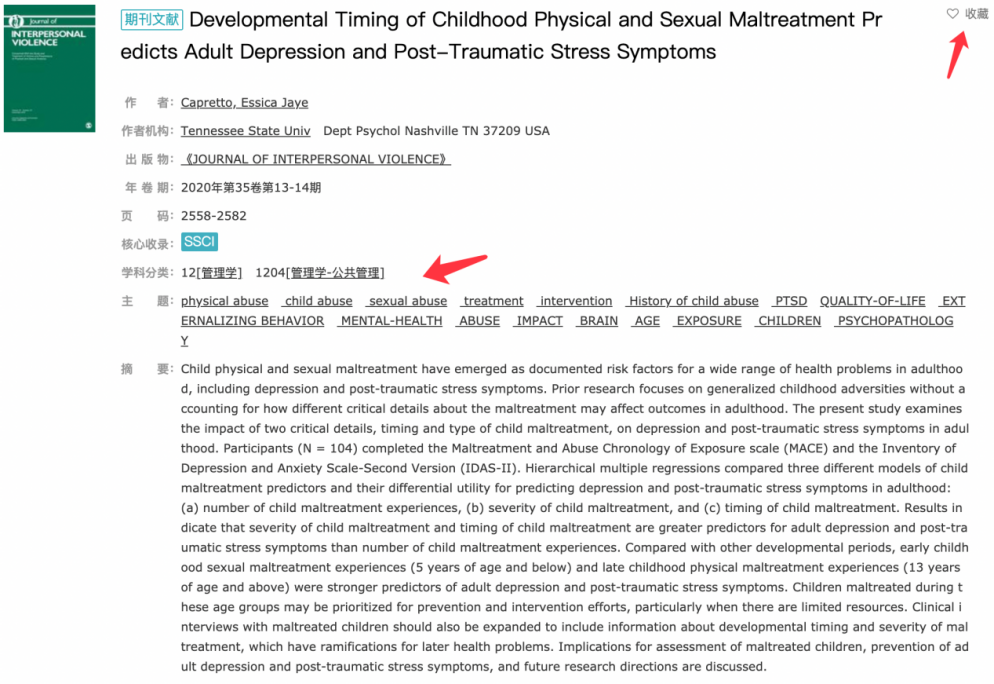 Journal of
INTERPERSONAL
VIOLENCE
期刊文献 Developmental Timing of Childhood Physical and Sexual Maltreatment Pr
edicts Adult Depression and Post-Traumatic Stress Symptoms
收藏
作 者: Capretto, Essica Jaye
作者机构: Tennessee State Univ Dept Psychol Nashville TN 37209 USA
出 版 物: 《JOURNAL OF INTERPERSONAL VIOLENCE》
年 卷 期: 2020年第35卷第13-14期
页 码: 2558-2582
核心收录: SSCI
学科分类: 12[管理学] 1204[管理学-公共管理]
主 题: physical abuse child abuse sexual abuse treatment intervention History of child abuse PTSD QUALITY-OF-LIFE EXT
ERNALIZING BEHAVIOR MENTAL-HEALTH ABUSE IMPACT BRAIN AGE EXPOSURE CHILDREN PSYCHOPATHOLOG
Y
摘 要: Child physical and sexual maltreatment have emerged as documented risk factors for a wide range of health problems in adulthoo
d, including depression and post-traumatic stress symptoms. Prior research focuses on generalized childhood adversities without a
ccounting for how different critical details about the maltreatment may affect outcomes in adulthood. The present study examines
the impact of two critical details, timing and type of child maltreatment, on depression and post-traumatic stress symptoms in adul
thood. Participants (N = 104) completed the Maltreatment and Abuse Chronology of Exposure scale (MACE) and the Inventory of
Depression and Anxiety Scale-Second Version (IDAS-II). Hierarchical multiple regressions compared three different models of child
maltreatment predictors and their differential utility for predicting depression and post-traumatic stress symptoms in adulthood:
(a) number of child maltreatment experiences, (b) severity of child maltreatment, and (c) timing of child maltreatment. Results in
dicate that severity of child maltreatment and timing of child maltreatment are greater predictors for adult depression and post-tra
umatic stress symptoms than number of child maltreatment experiences. Compared with other developmental periods, early childh
ood sexual maltreatment experiences (5 years of age and below) and late childhood physical maltreatment experiences (13 years
of age and above) were stronger predictors of adult depression and post-traumatic stress symptoms. Children maltreated during t
hese age groups may be prioritized for prevention and intervention efforts, particularly when there are limited resources. Clinical i
nterviews with maltreated children should also be expanded to include information about developmental timing and severity of mal
treatment, which have ramifications for later health problems. Implications for assessment of maltreated children, prevention of ad
ult depression and post-traumatic stress symptoms, and future research directions are discussed.